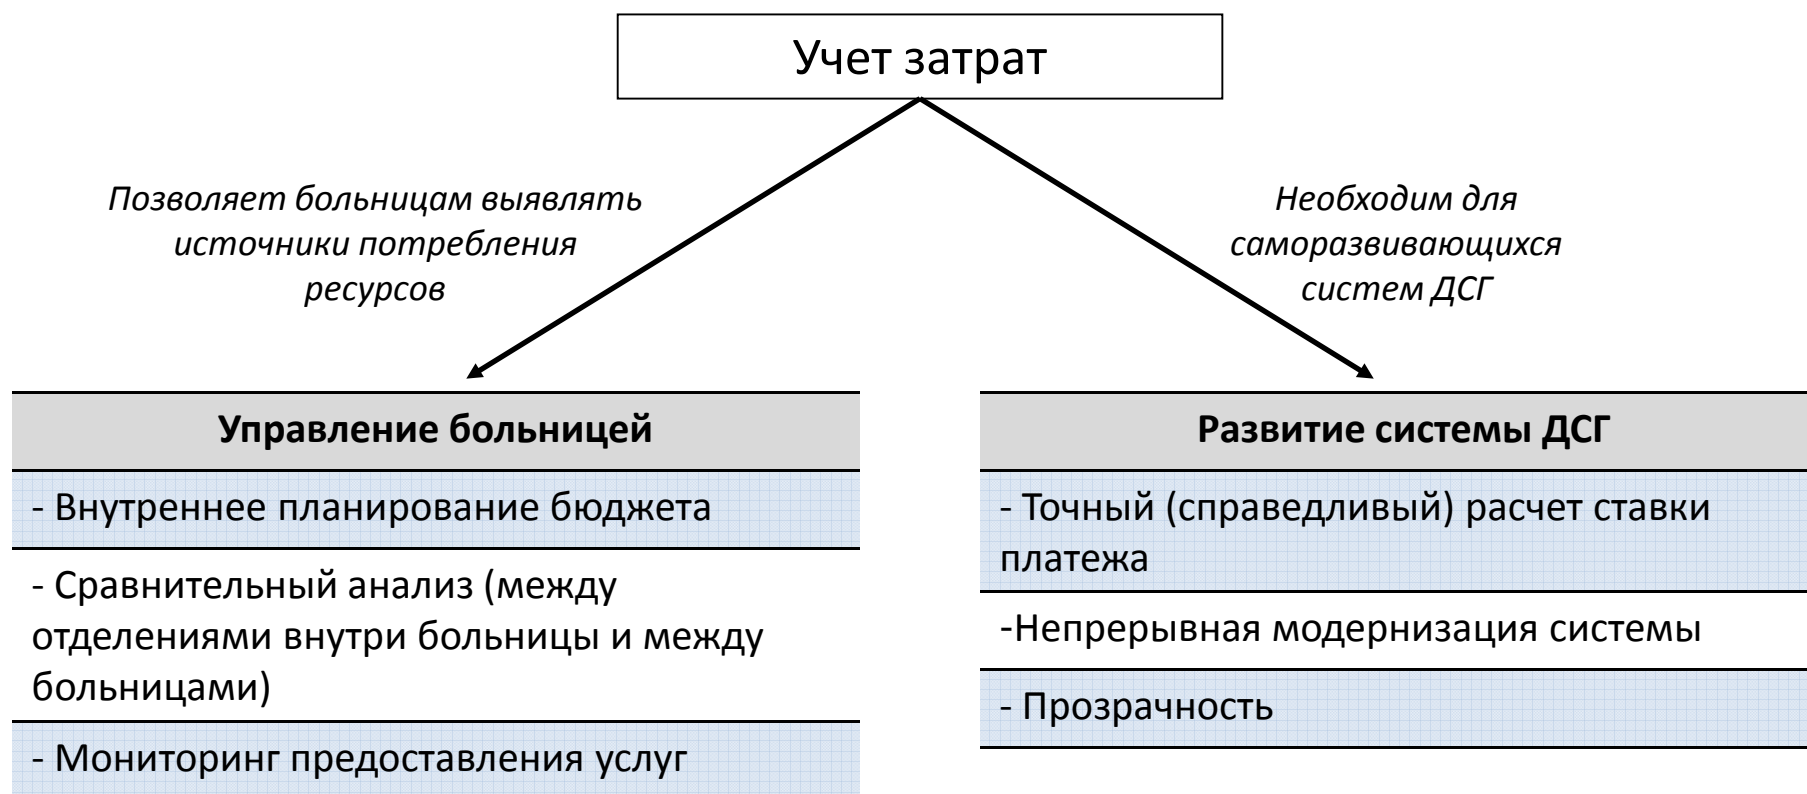 Учет затрат
Позволяет больницам выявлять
источники потребления
ресурсов
Необходим для
саморазвивающихся
систем ДСГ
Управление больницей
- Внутреннее планирование бюджета
- Сравнительный анализ (между
отделениями внутри больницы и между
больницами)
- Мониторинг предоставления услуг
Развитие системы ДСГ
- Точный (справедливый) расчет ставки
платежа
-Непрерывная модернизация системы
- Прозрачность